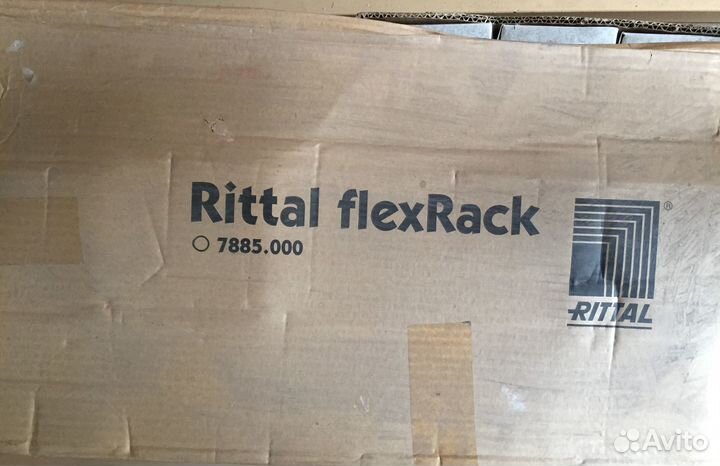 Rittal flexRack
7885.000
®
RITTAL
Avito